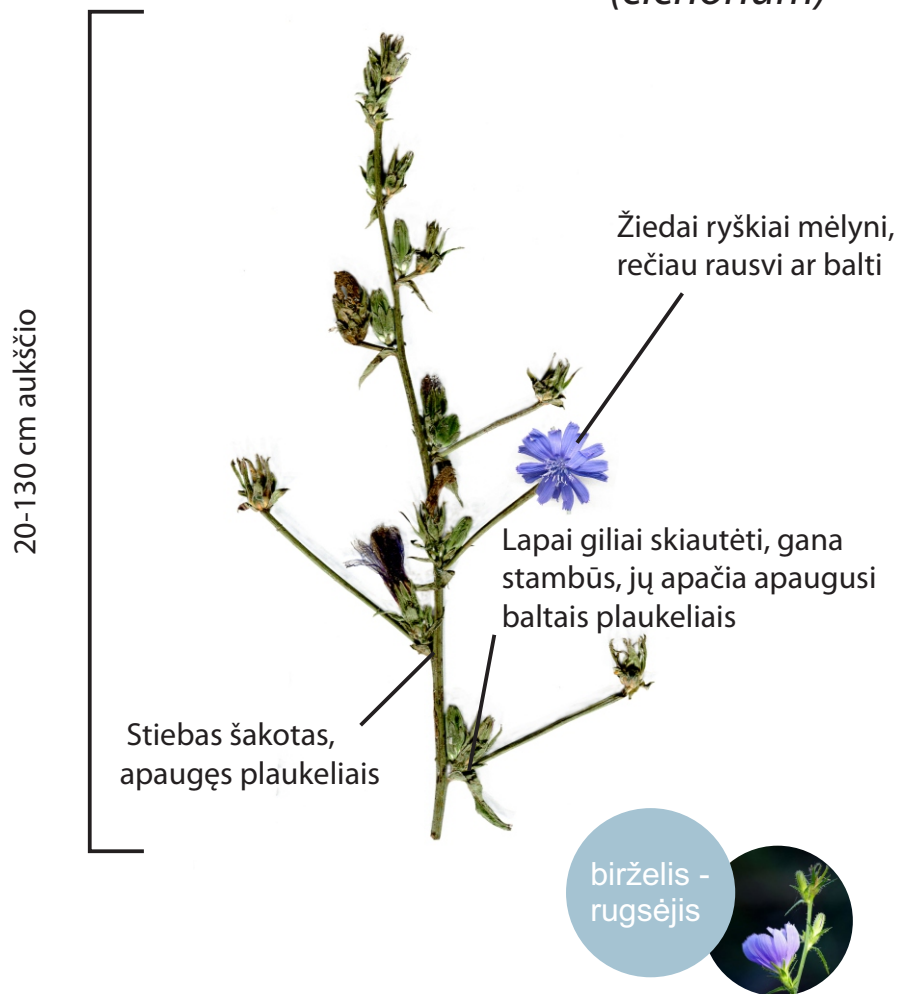 (cichorium)
20-130 cm aukščio
Žiedai ryškiai mėlyni,
rečiau rausvi ar balti
Lapai giliai skiautėti, gana
stambūs, jų apačia apaugusi
baltais plaukeliais
Stiebas šakotas,
apaugęs plaukeliais
birželis -
rugsėjis